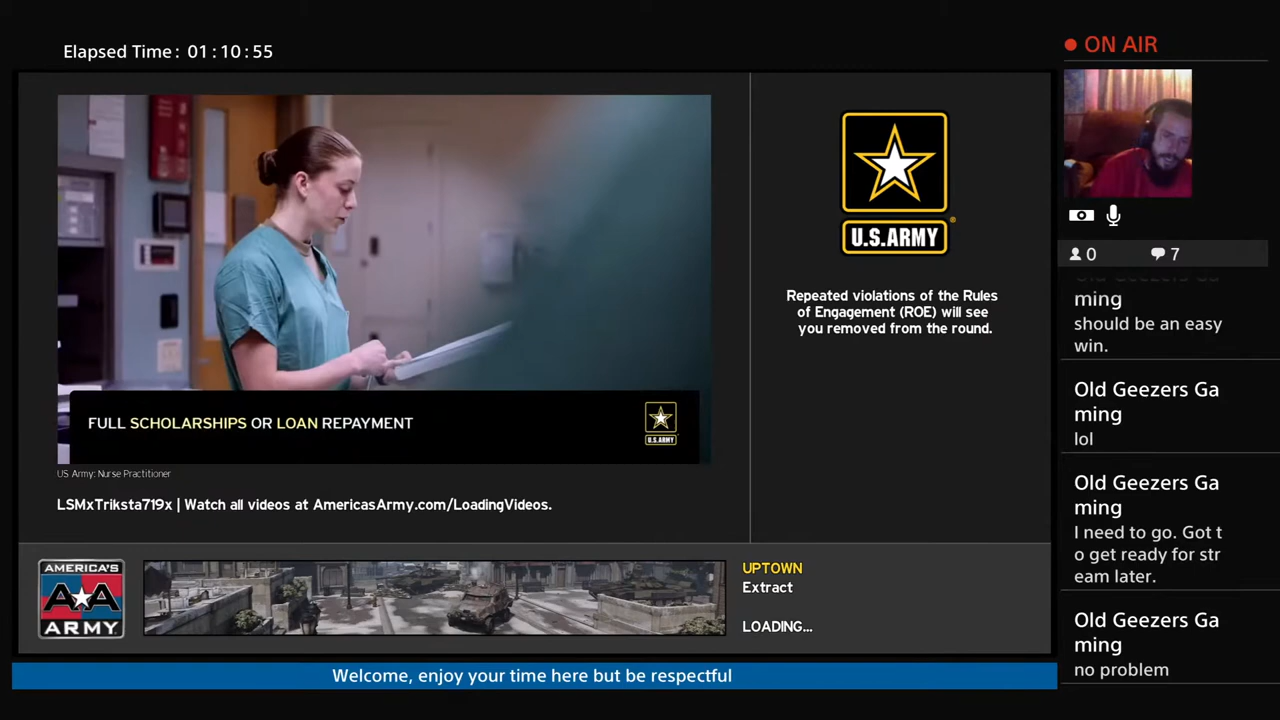 Elapsed Time: 01:10:55
ON AIR
U.S.ARMY
Repeated violations of the Rules
of Engagement (ROE) will see
you removed from the round.
FULL SCHOLARSHIPS OR LOAN REPAYMENT
U.S.ARMY
US Army: Nurse Practitioner
LSMxTriksta719x | Watch all videos at AmericasArmy.com/LoadingVideos.
AMERICA'S
AA
ARMY
UPTOWN
Extract
LOADING...
Welcome, enjoy your time here but be respectful
0
7
Old Geezers Ga
ming
should be an easy
win.
Old Geezers Ga
ming
lol
Old Geezers Ga
ming
I need to go. Got t
o get ready for str
eam later.
Old Geezers Ga
ming
no problem